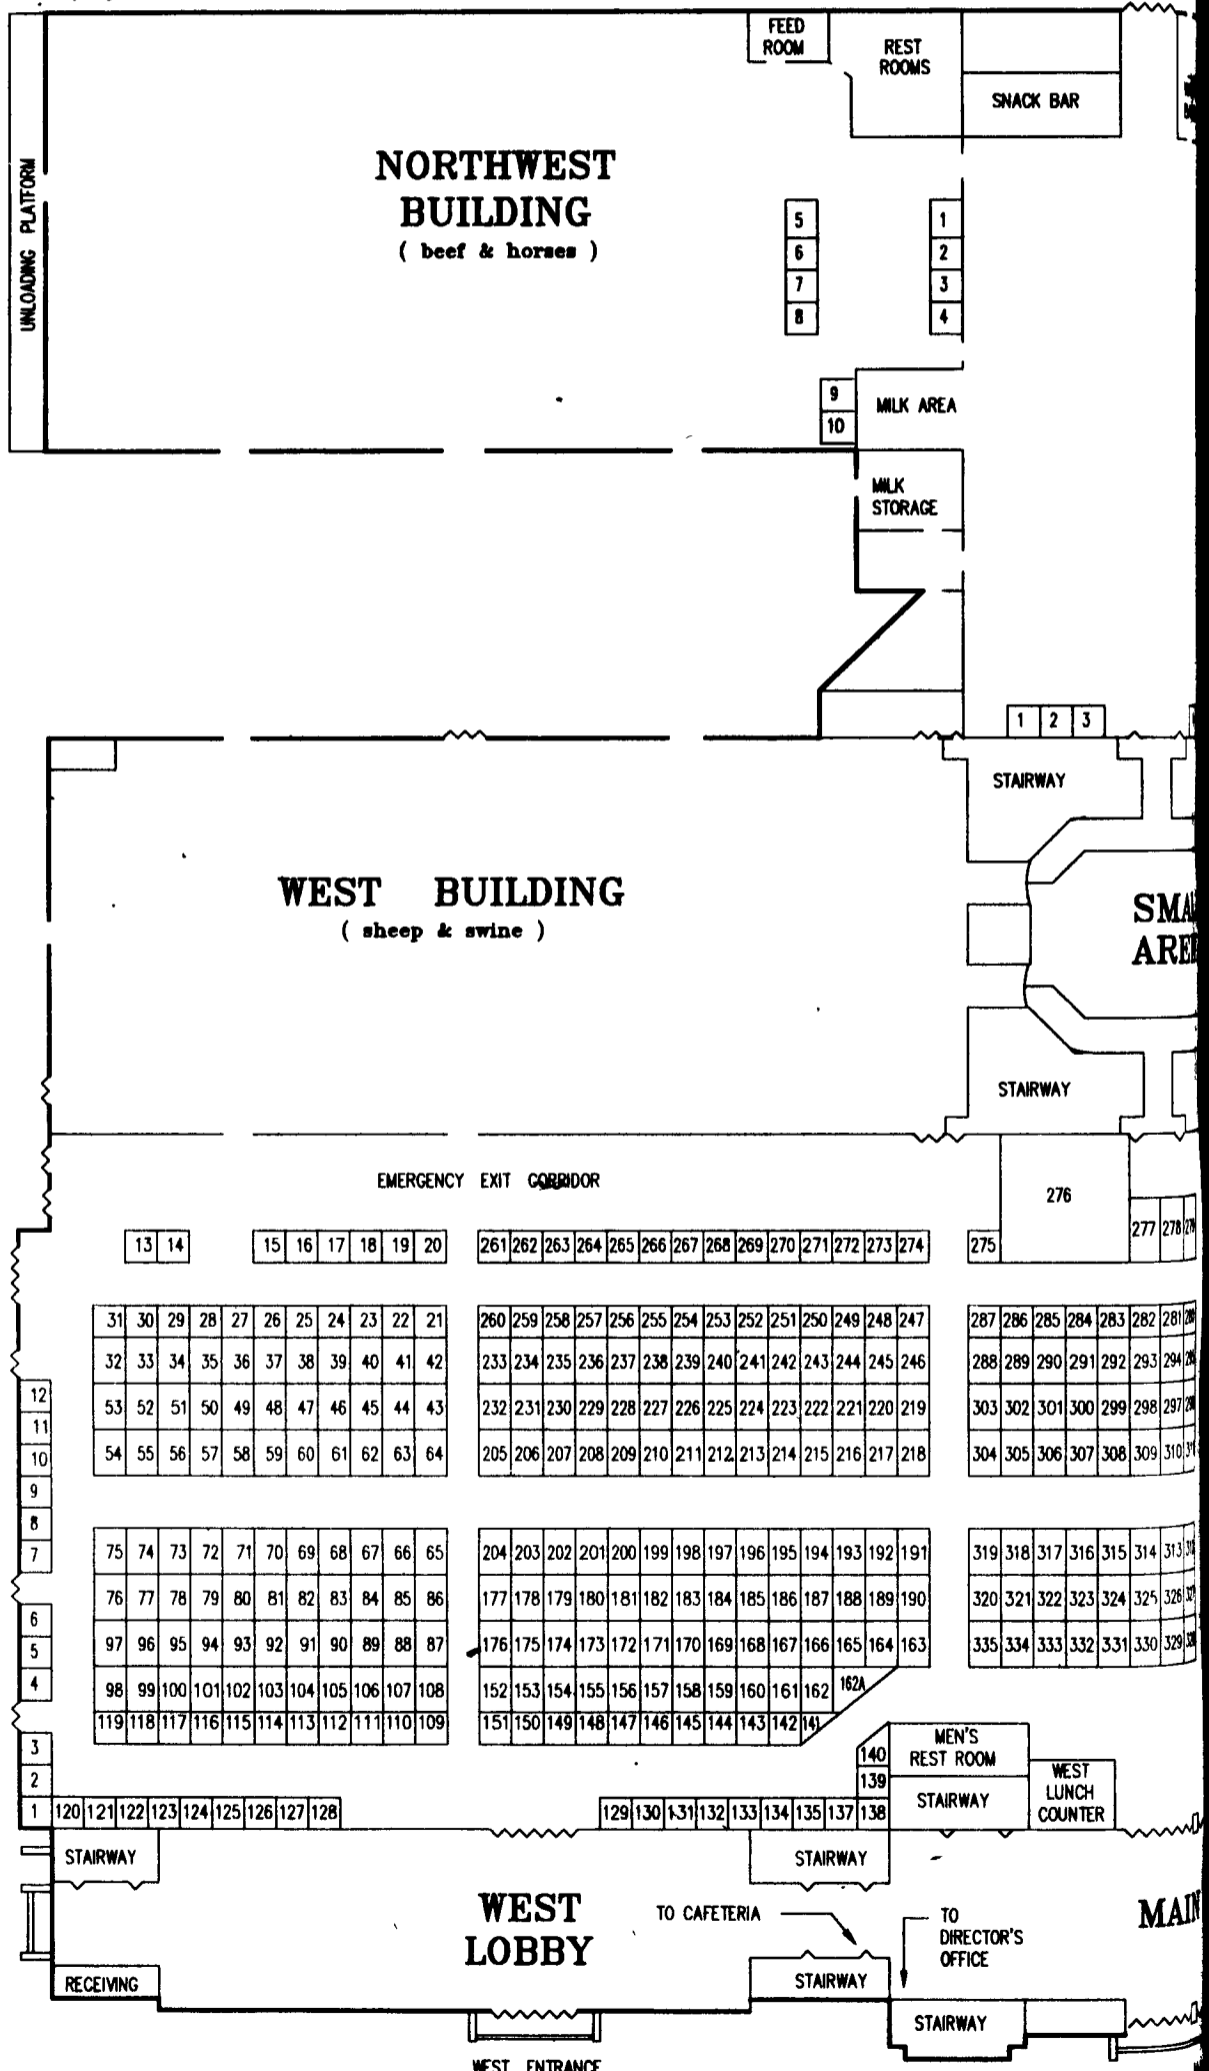 FEED
ROOM
REST
ROOMS
SNACK BAR
UNLOADING PLATFORM
NORTHWEST
BUILDING
( beef & horses )
5 1
6 2
7 3
8 4
9
10
MILK AREA
MILK
STORAGE
1 2 3
STAIRWAY
WEST BUILDING
( sheep & swine )
STAIRWAY
EMERGENCY EXIT CORRIDOR
276
277 278
13 14 15 16 17 18 19 20 261 262 263 264 265 266 267 268 269 270 271 272 273 274 275
31 30 29 28 27 26 25 24 23 22 21 260 259 258 257 256 255 254 253 252 251 250 249 248 247 287 286 285 284 283 282 281
32 33 34 35 36 37 38 39 40 41 42 233 234 235 236 237 238 239 240 241 242 243 244 245 246 288 289 290 291 292 293 294
12
53 52 51 50 49 48 47 46 45 44 43 232 231 230 229 228 227 226 225 224 223 222 221 220 219 303 302 301 300 299 298 297
11
10
54 55 56 57 58 59 60 61 62 63 64 205 206 207 208 209 210 211 212 213 214 215 216 217 218 304 305 306 307 308 309 310
9
8
7
75 74 73 72 71 70 69 68 67 66 65 204 203 202 201 200 199 198 197 196 195 194 193 192 191 319 318 317 316 315 314 313
76 77 78 79 80 81 82 83 84 85 86 177 178 179 180 181 182 183 184 185 186 187 188 189 190 320 321 322 323 324 325 326
6
5
97 96 95 94 93 92 91 90 89 88 87 176 175 174 173 172 171 170 169 168 167 166 165 164 163 335 334 333 332 331 330 329
4
98 99 100 101 102 103 104 105 106 107 108 152 153 154 155 156 157 158 159 160 161 162 162A
119 118 117 116 115 114 113 112 111 110 109 151 150 149 148 147 146 145 144 143 142 141
3
2
1
140
139
MEN'S
REST ROOM
STAIRWAY
WEST
LUNCH
COUNTER
120 121 122 123 124 125 126 127 128 129 130 131 132 133 134 135 137 138
STAIRWAY
STAIRWAY
WEST
LOBBY
TO CAFETERIA
TO
DIRECTOR'S
OFFICE
MAIN
RECEIVING
STAIRWAY
STAIRWAY
WEST ENTRANCE